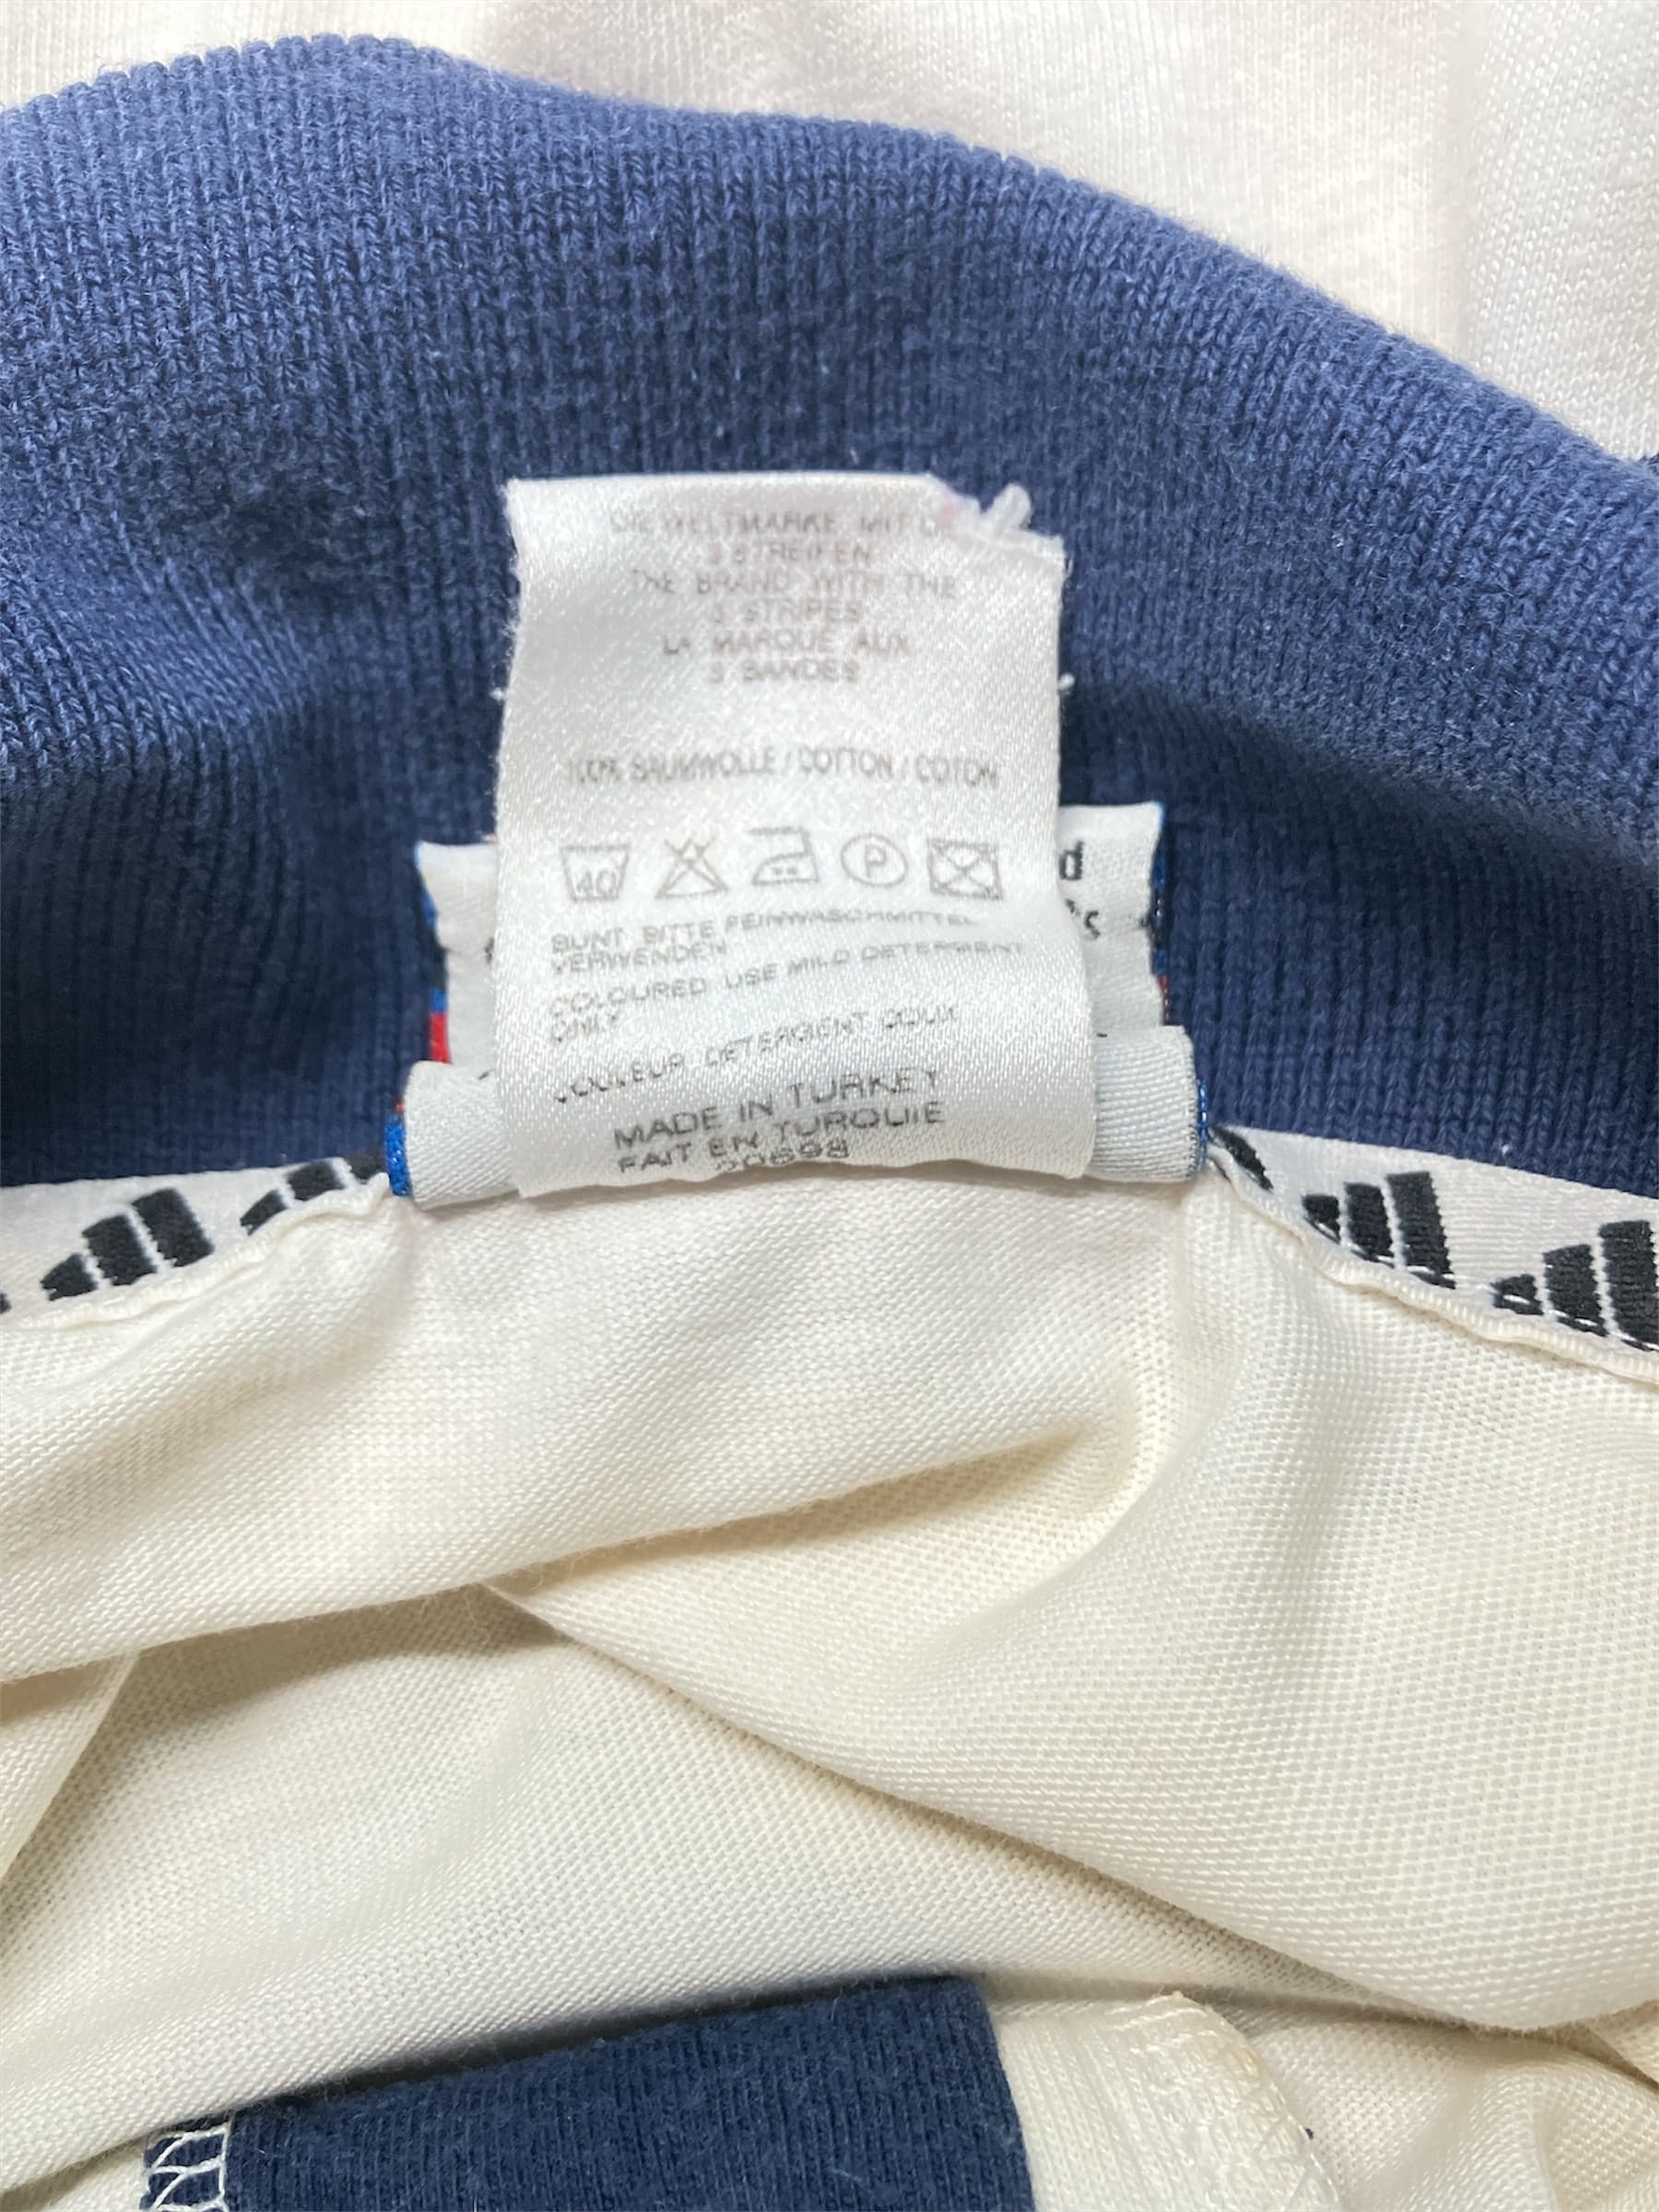 DIE WELTMARKE MIT DE
3 STREIFEN
THE BRAND WITH THE
3 STRIPES
LA MARQUE AUX
3 BANDES
100% BAUMWOLLE / COTTON / COTON
40 P
BUNT BITTE FEINWASCHMITTEL
VERWENDEN
COLOURED USE MILD DETERGENT
ONLY
COULEUR DETERGENT DOUX
MADE IN TURKEY
FAIT EN TURQUIE
d